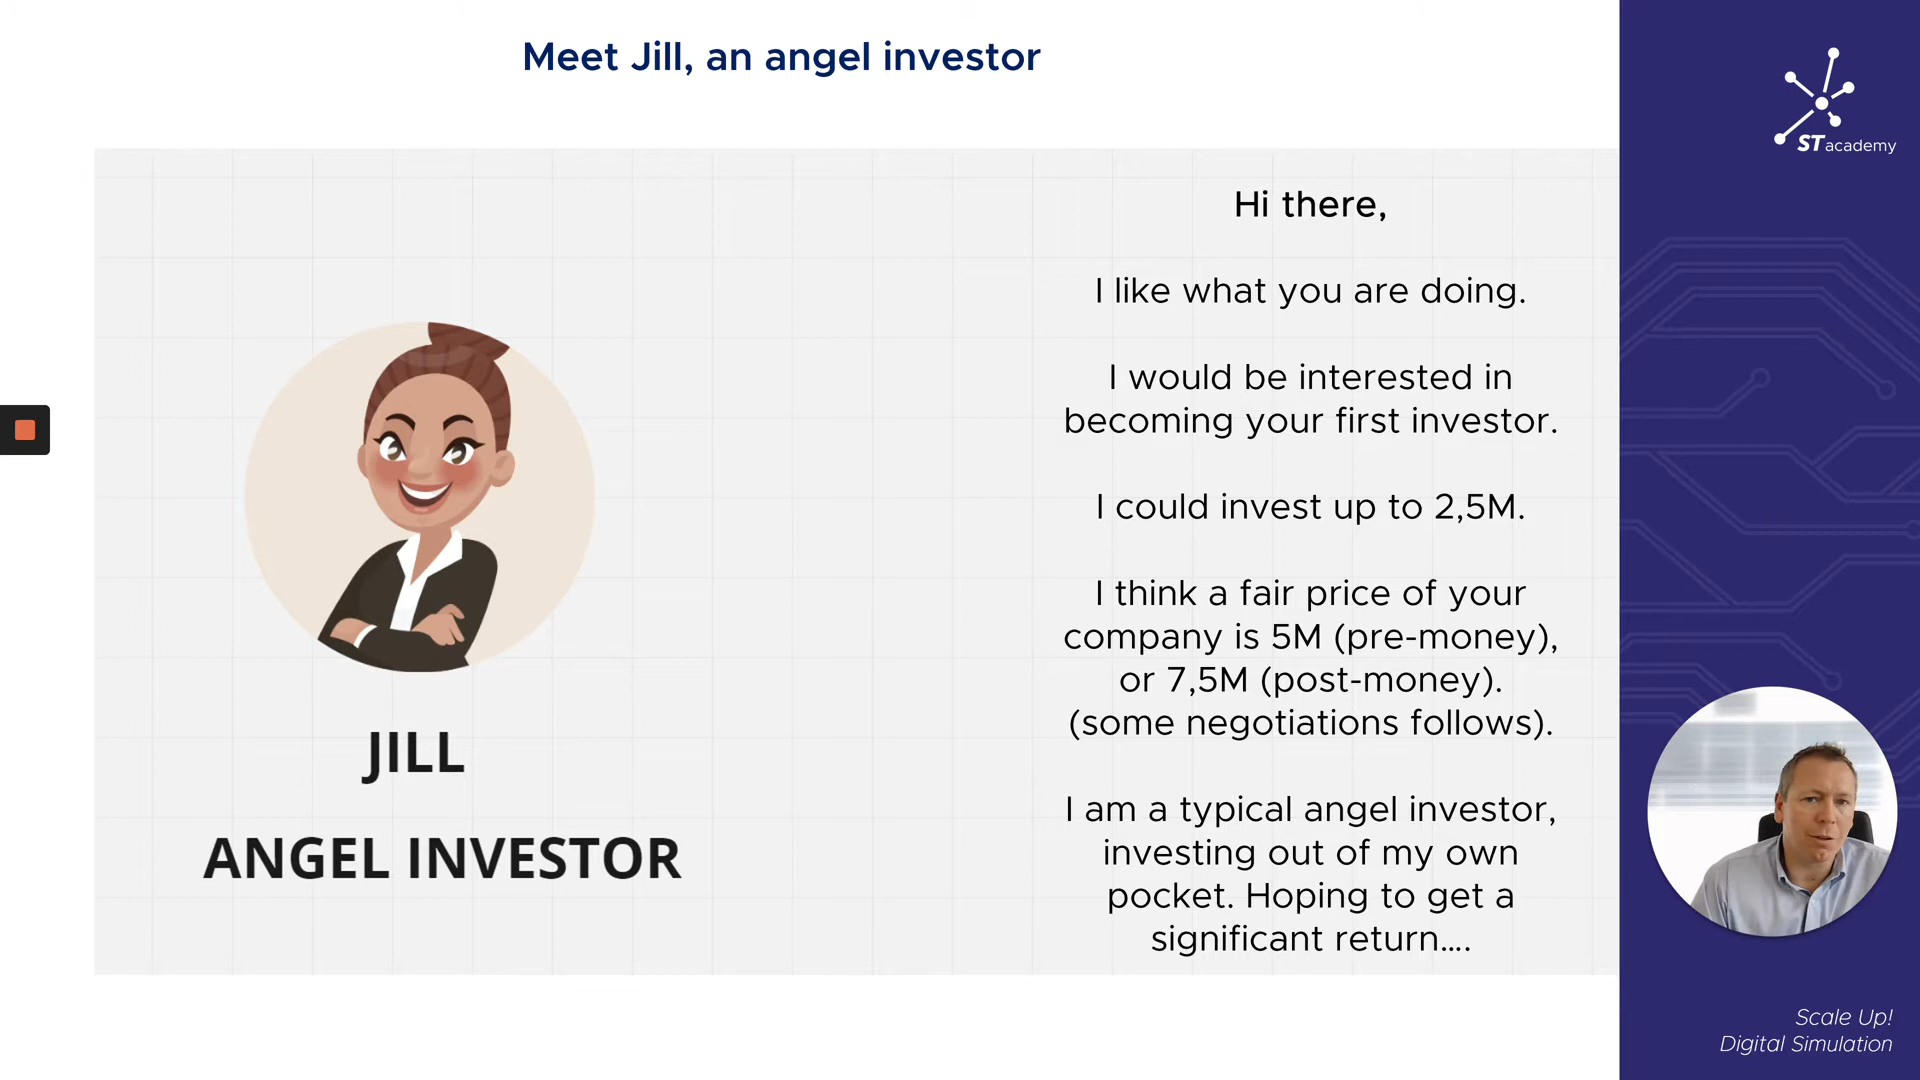 Meet Jill, an angel investor
ST academy
Hi there,
I like what you are doing.
I would be interested in
becoming your first investor.
I could invest up to 2,5M.
I think a fair price of your
company is 5M (pre-money),
or 7,5M (post-money).
(some negotiations follows).
I am a typical angel investor,
investing out of my own
pocket. Hoping to get a
significant return....
JILL
ANGEL INVESTOR
Scale Up!
Digital Simulation